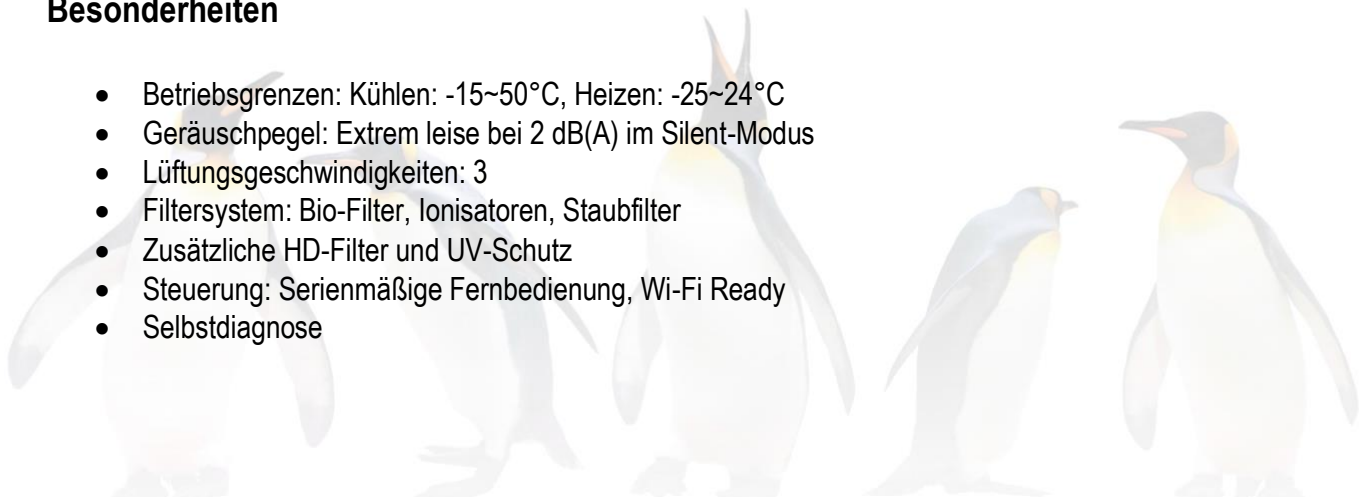 Besonderheiten
• Betriebsgrenzen: Kühlen: -15~50°C, Heizen: -25~24°C
• Geräuschpegel: Extrem leise bei 2 dB(A) im Silent-Modus
• Lüftungsgeschwindigkeiten: 3
• Filtersystem: Bio-Filter, Ionisatoren, Staubfilter
• Zusätzliche HD-Filter und UV-Schutz
• Steuerung: Serienmäßige Fernbedienung, Wi-Fi Ready
• Selbstdiagnose